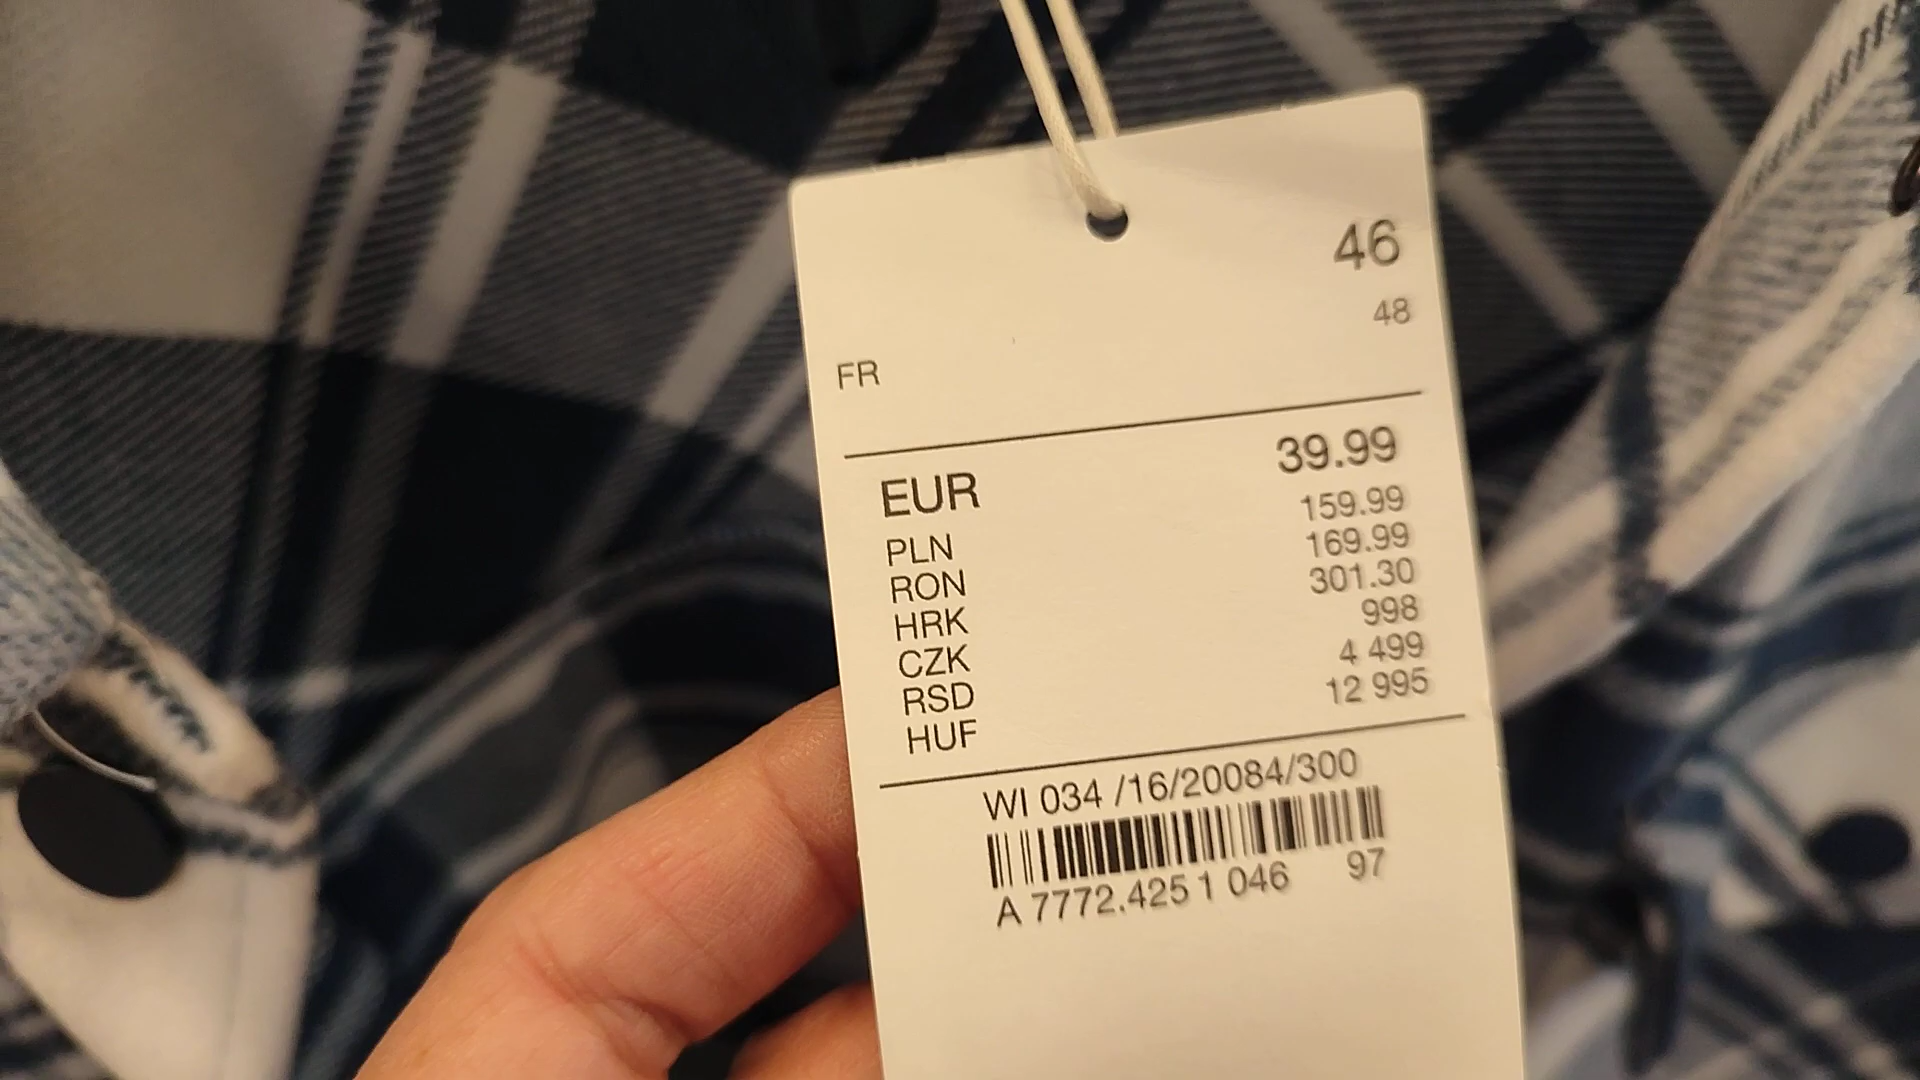 46
48
FR
EUR 39.99
PLN 159.99
RON 169.99
HRK 301.30
CZK 998
RSD 4 499
HUF 12 995
WI 034 /16/20084/300
A 7772.425 1 046 97